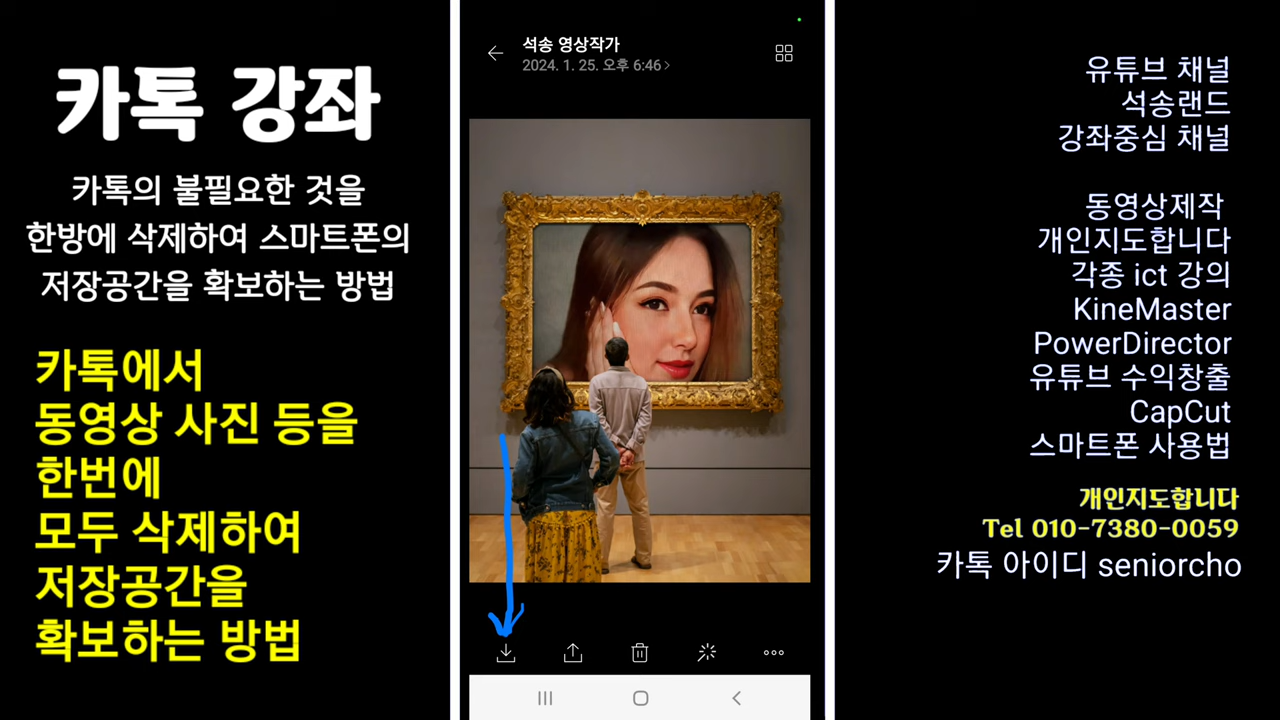 카톡 강좌
카톡의 불필요한 것을
한방에 삭제하여 스마트폰의
저장공간을 확보하는 방법
카톡에서
동영상 사진 등을
한번에
모두 삭제하여
저장공간을
확보하는 방법
석송 영상작가
2024. 1. 25. 오후 6:46
유튜브 채널
석송랜드
강좌중심 채널
동영상제작
개인지도합니다
각종 ict 강의
KineMaster
PowerDirector
유튜브 수익창출
CapCut
스마트폰 사용법
개인지도합니다
Tel 010-7380-0059
카톡 아이디 seniorcho